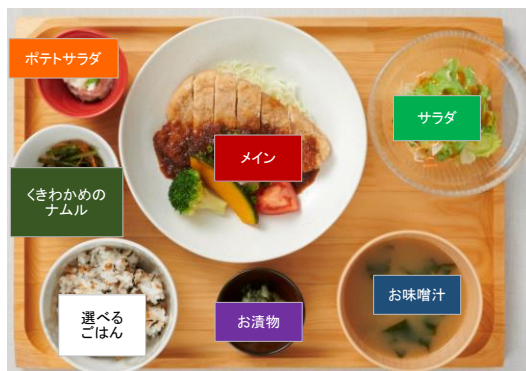 ポテトサラダ
サラダ
メイン
くきわかめの
ナムル
お味噌汁
選べる
ごはん
お漬物